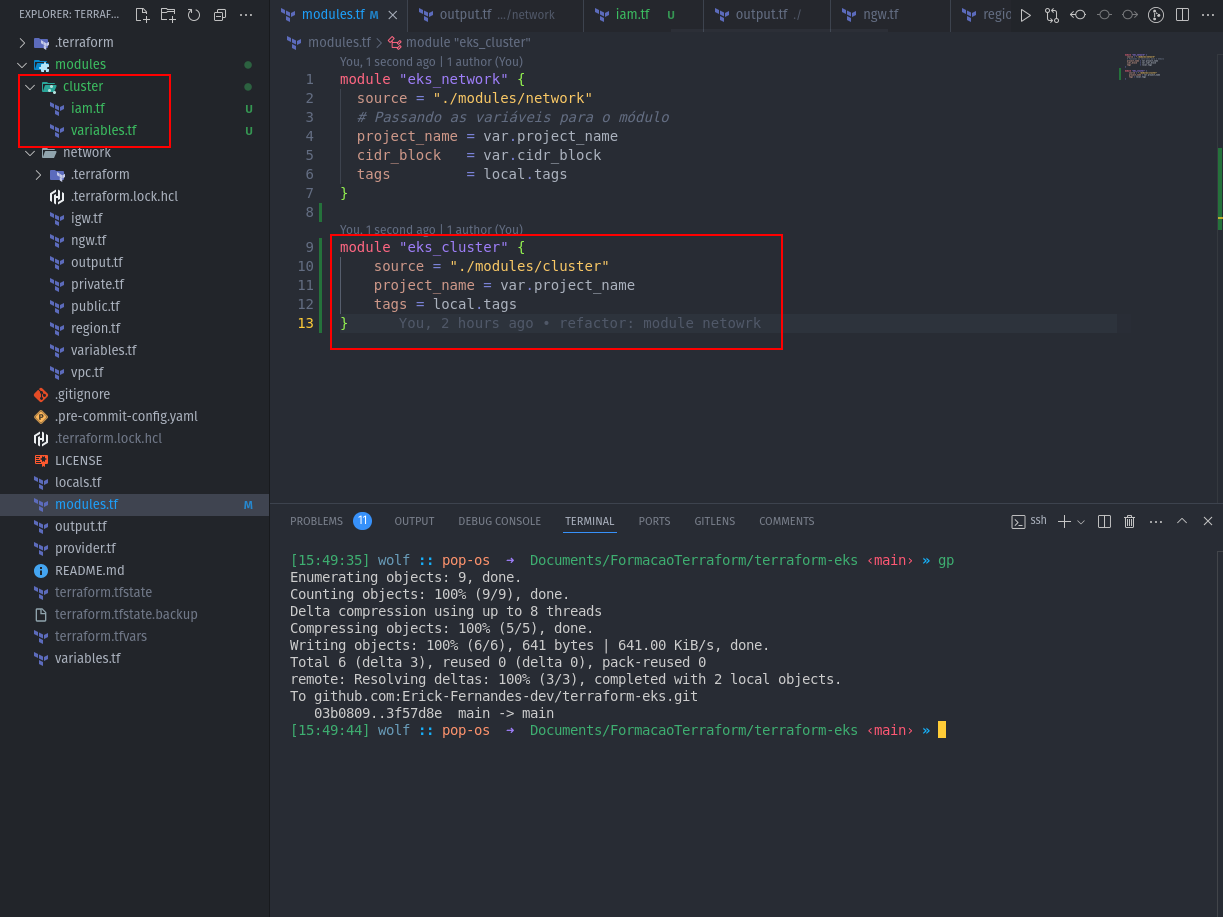 EXPLORER: TERRAF...
.terraform
modules
cluster
iam.tf U
variables.tf U
network
.terraform
.terraform.lock.hcl
igw.tf
ngw.tf
output.tf
private.tf
public.tf
region.tf
variables.tf
vpc.tf
.gitignore
.pre-commit-config.yaml
.terraform.lock.hcl
LICENSE
locals.tf
modules.tf M
output.tf
provider.tf
README.md
terraform.tfstate
terraform.tfstate.backup
terraform.tfvars
variables.tf
modules.tf M output.tf .../network iam.tf U output.tf ./ ngw.tf regio
modules.tf > module "eks_cluster"
You, 1 second ago | 1 author (You)
1 module "eks_network" {
2 source = "./modules/network"
3 # Passando as variáveis para o módulo
4 project_name = var.project_name
5 cidr_block = var.cidr_block
6 tags = local.tags
7 }
8
You, 1 second ago | 1 author (You)
9 module "eks_cluster" {
10 source = "./modules/cluster"
11 project_name = var.project_name
12 tags = local.tags
13 } You, 2 hours ago • refactor: module netowrk
PROBLEMS 11 OUTPUT DEBUG CONSOLE TERMINAL PORTS GITLENS COMMENTS ssh
[15:49:35] wolf :: pop-os ➜ Documents/FormacaoTerraform/terraform-eks ‹main› » gp
Enumerating objects: 9, done.
Counting objects: 100% (9/9), done.
Delta compression using up to 8 threads
Compressing objects: 100% (5/5), done.
Writing objects: 100% (6/6), 641 bytes | 641.00 KiB/s, done.
Total 6 (delta 3), reused 0 (delta 0), pack-reused 0
remote: Resolving deltas: 100% (3/3), completed with 2 local objects.
To github.com:Erick-Fernandes-dev/terraform-eks.git
03b0809..3f57d8e main -> main
[15:49:44] wolf :: pop-os ➜ Documents/FormacaoTerraform/terraform-eks ‹main› »